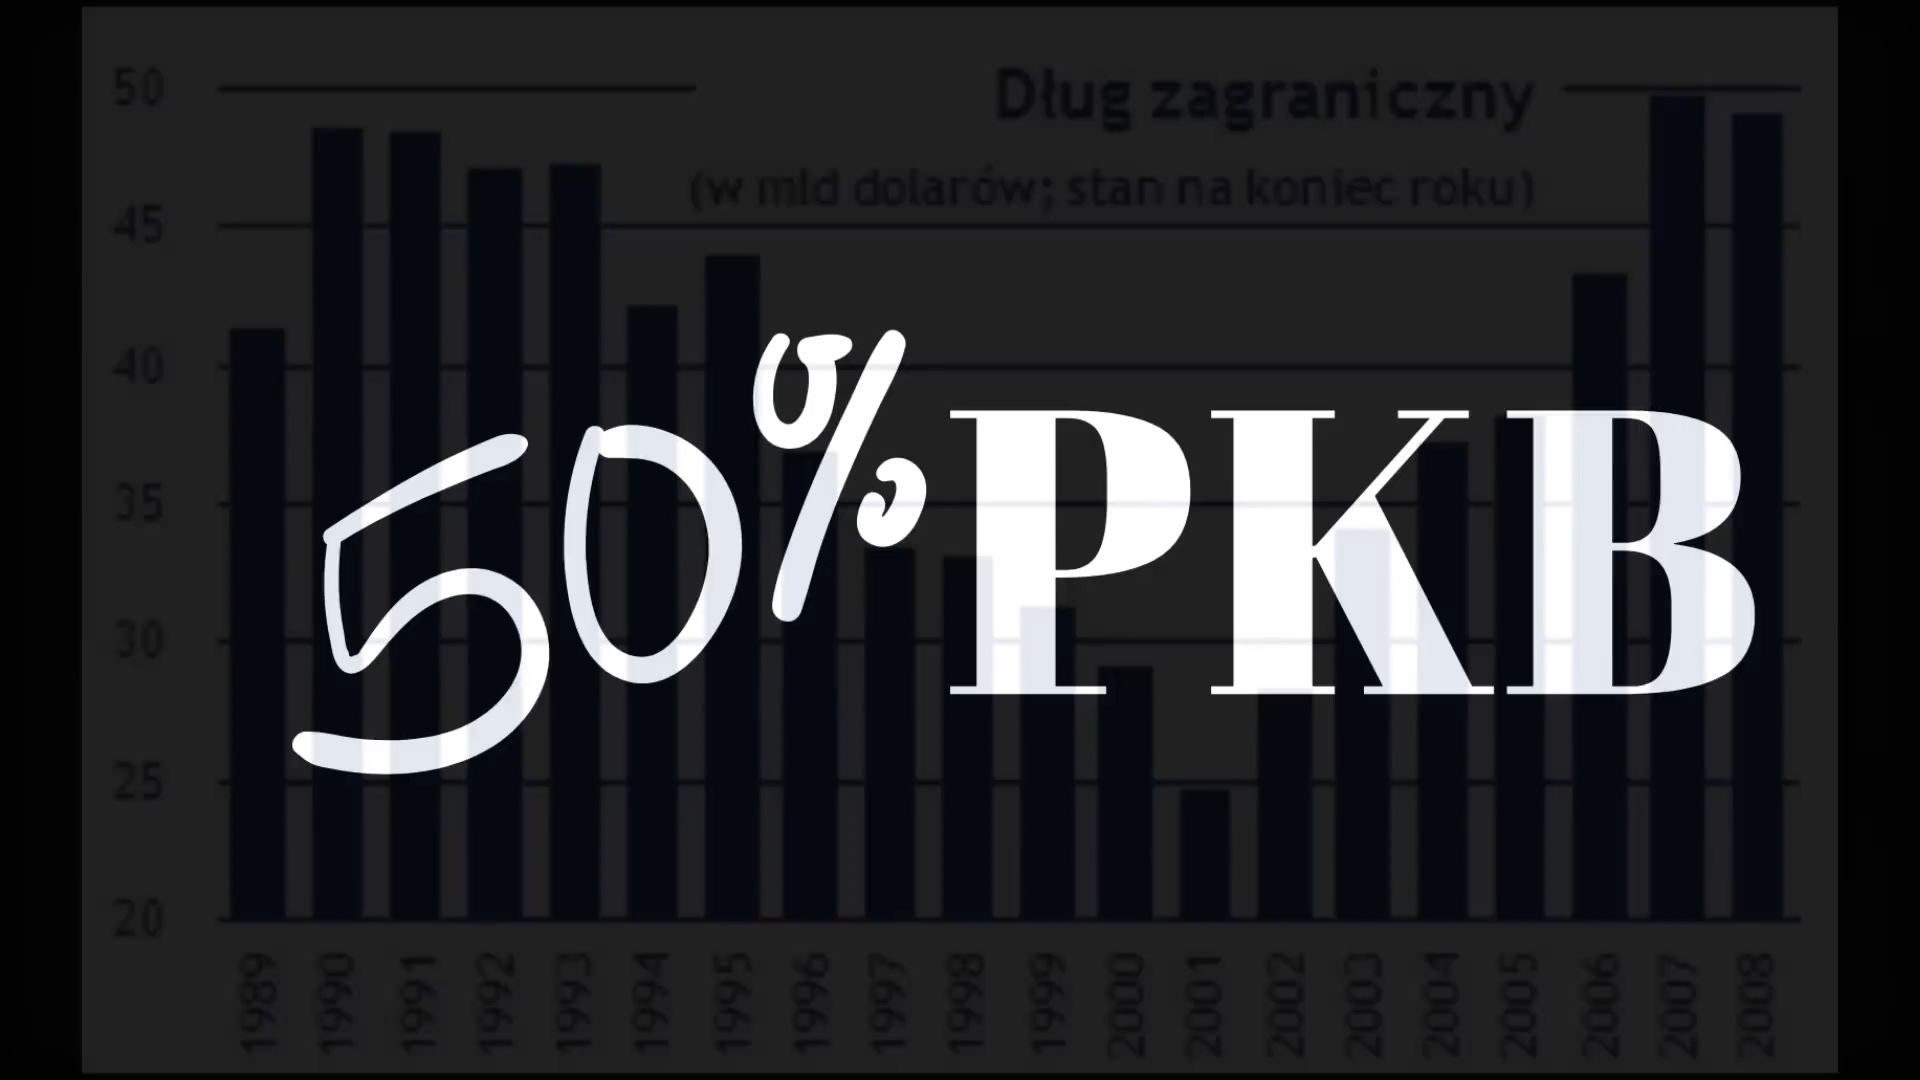 Dług zagraniczny
(w mld dolarów; stan na koniec roku)
50
45
40
35
30
25
20
50% PKB
1989 1990 1991 1992 1993 1994 1995 1996 1997 1998 1999 2000 2001 2002 2003 2004 2005 2006 2007 2008